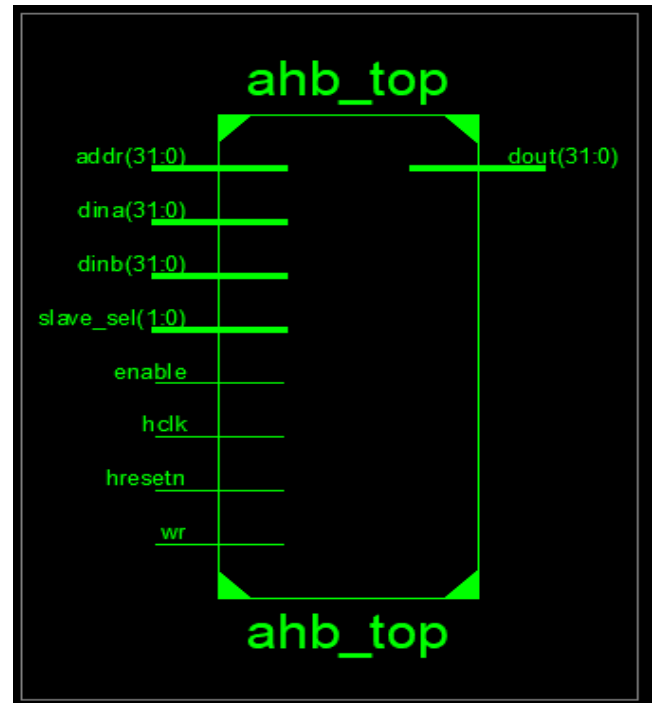 ahb_top
addr(31:0)
dout(31:0)
dina(31:0)
dinb(31:0)
slave_sel(1:0)
enable
hclk
hresetn
wr
ahb_top